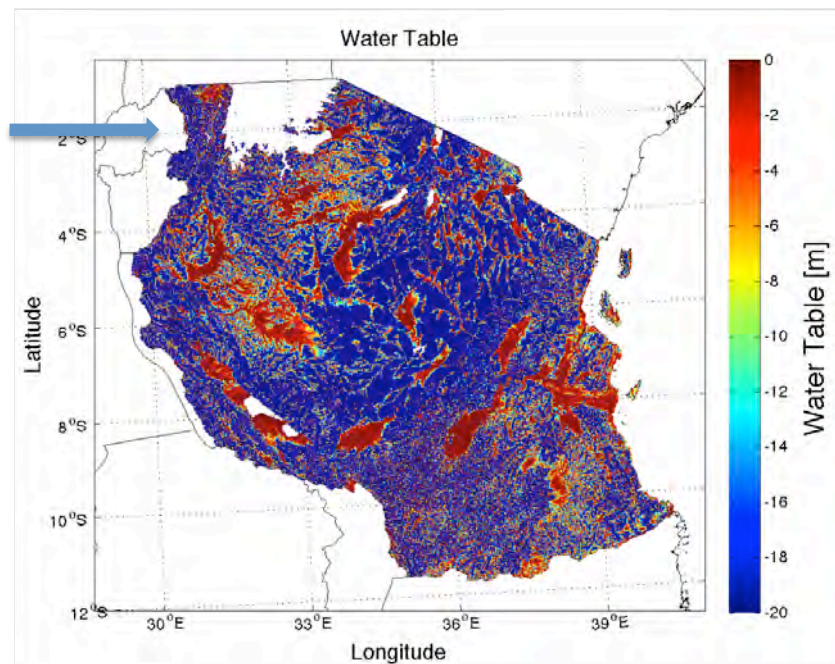 Water Table
2°S
4°S
6°S
8°S
10°S
12°S
30°E
33°E
36°E
39°E
Latitude
Longitude
0
-2
-4
-6
-8
-10
-12
-14
-16
-18
-20
Water Table [m]